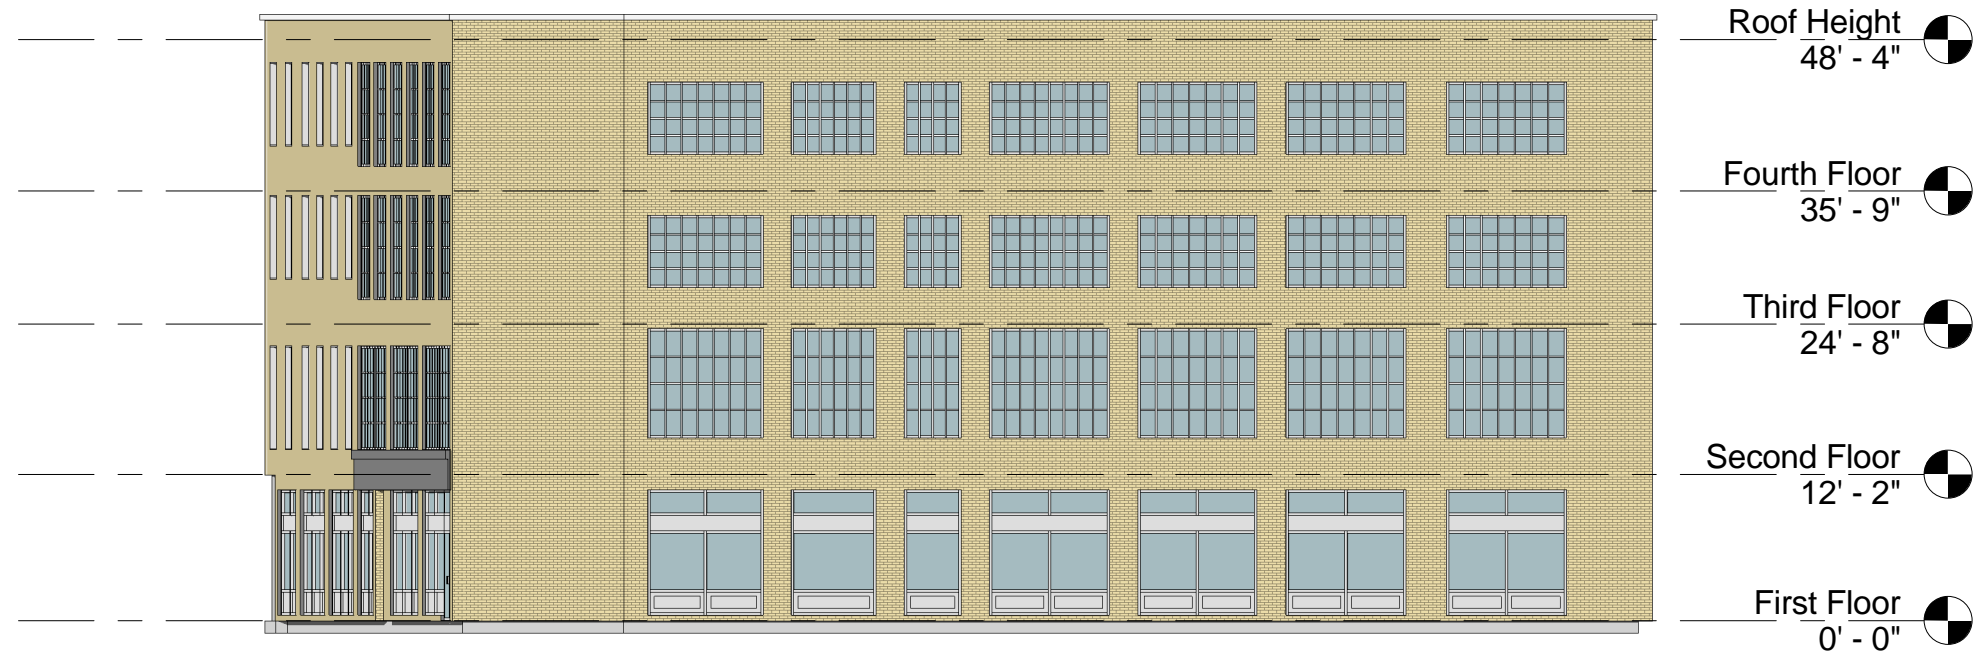 Roof Height
48' - 4"
Fourth Floor
35' - 9"
Third Floor
24' - 8"
Second Floor
12' - 2"
First Floor
0' - 0"